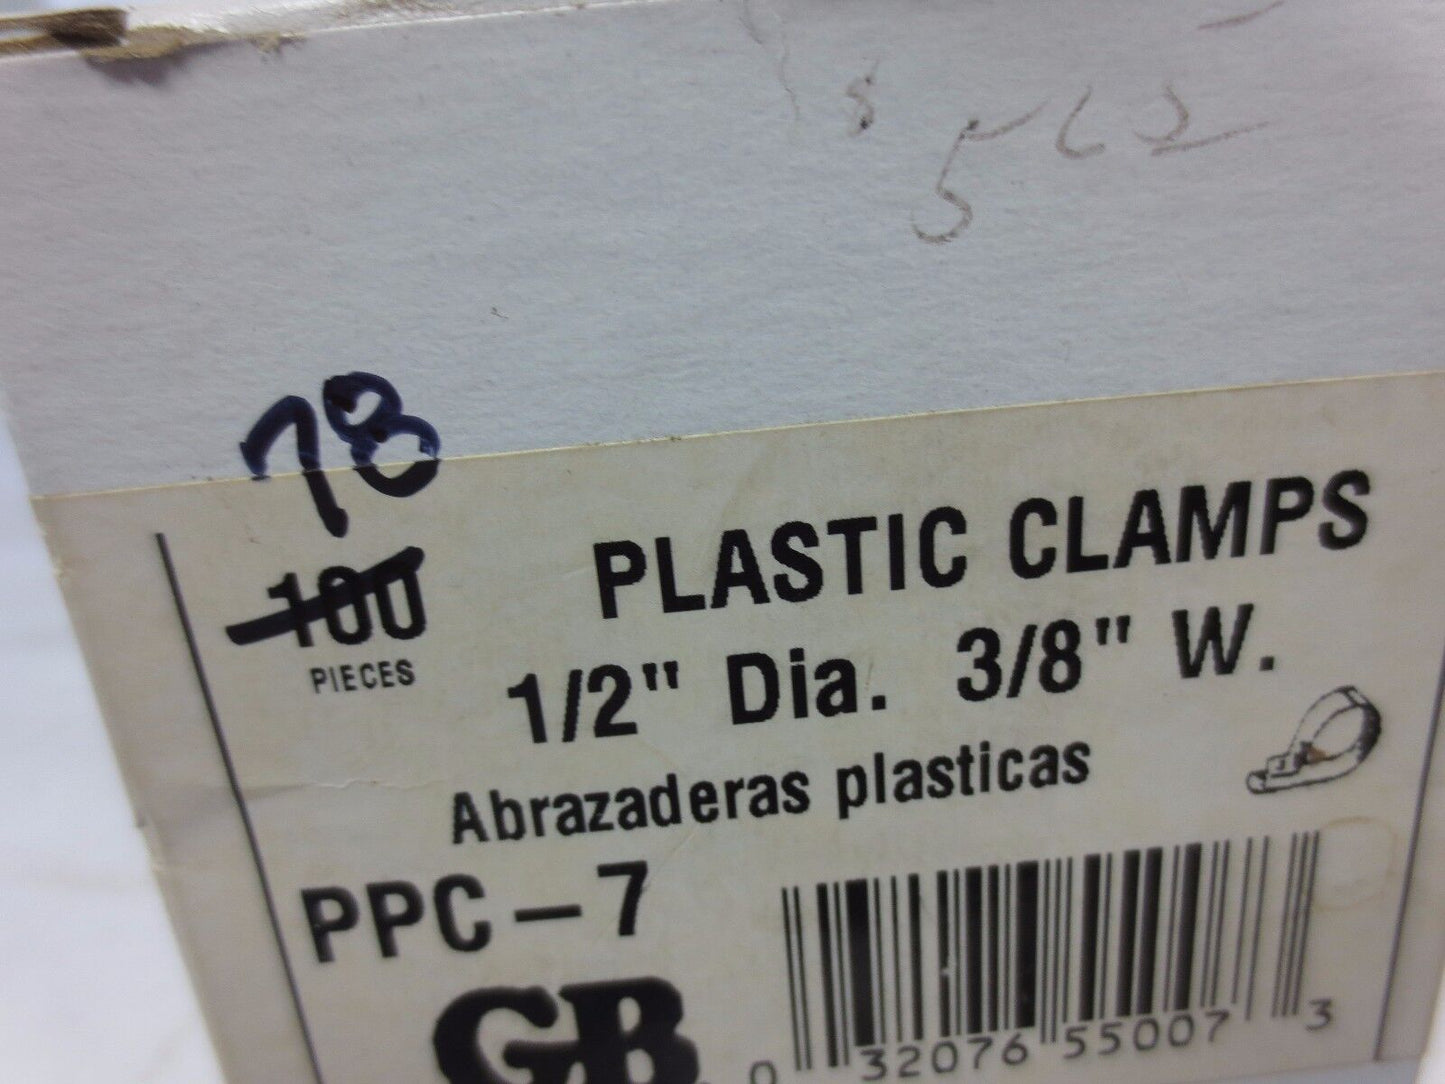 78
100
PIECES
PLASTIC CLAMPS
1/2" Dia. 3/8" W.
Abrazaderas plasticas
PPC-7
GB
0 32076 55007 3